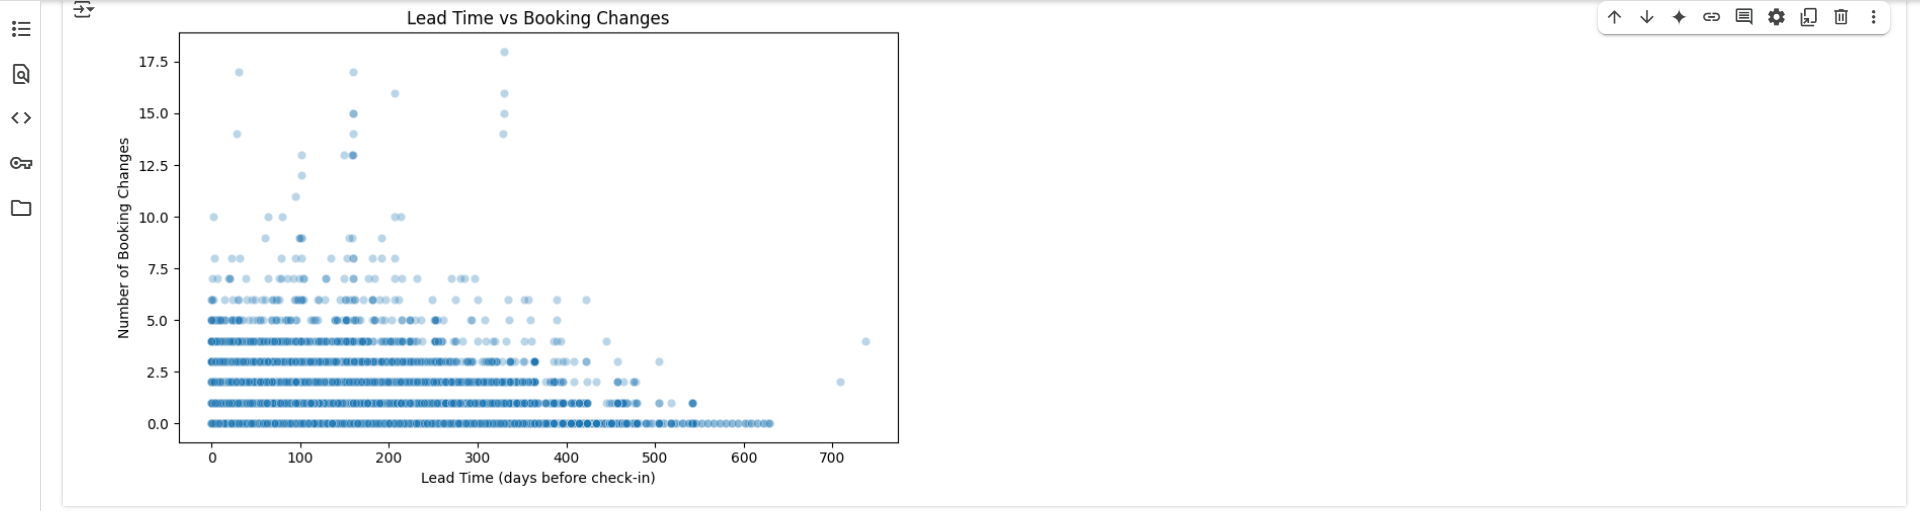 Lead Time vs Booking Changes
17.5
15.0
12.5
10.0
7.5
5.0
2.5
0.0
Number of Booking Changes
0 100 200 300 400 500 600 700
Lead Time (days before check-in)